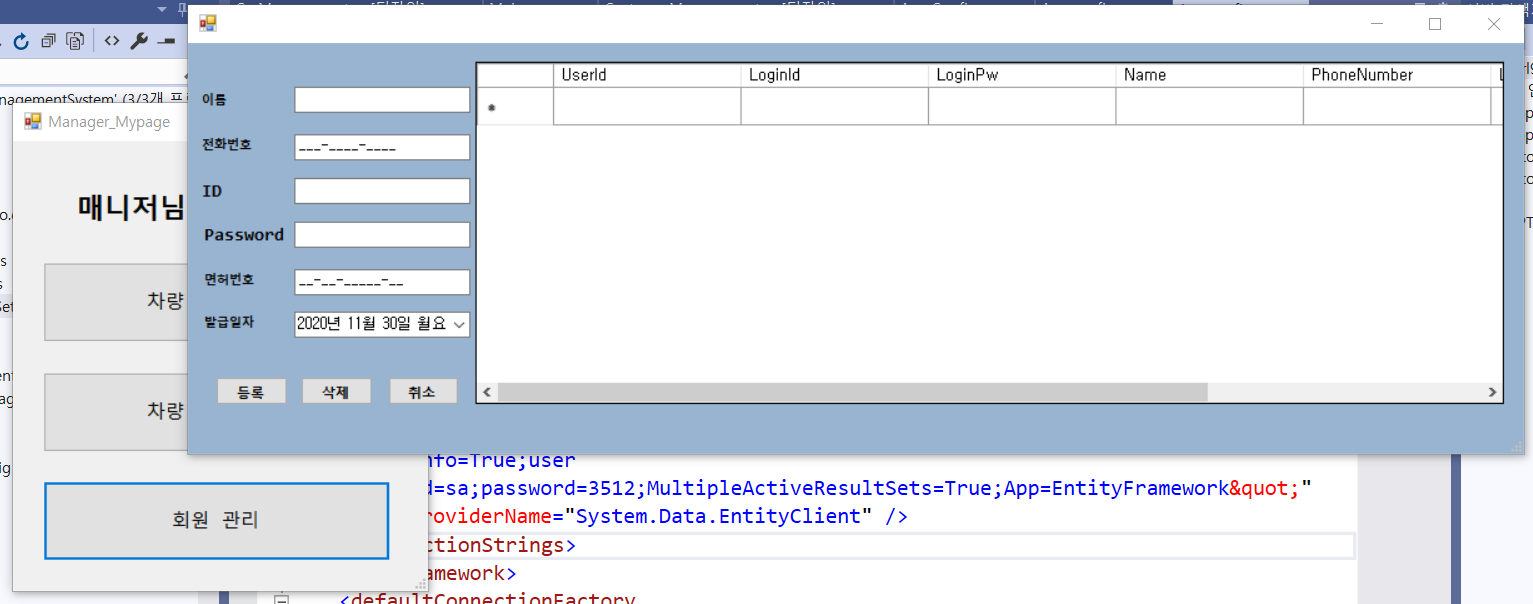 nagementSystem' (3/3개 프
Manager_Mypage
매니저님
차량
차량
회원 관리
이름
전화번호 ___-____-____
ID
Password
면허번호 __-__-_____-__
발급일자 2020년 11월 30일 월요
등록 삭제 취소
UserId LoginId LoginPw Name PhoneNumber
nfo=True;user
d=sa;password=3512;MultipleActiveResultSets=True;App=EntityFramework&quot;"
roviderName="System.Data.EntityClient" />
ctionStrings>
amework>
<defaultConnectionFactory